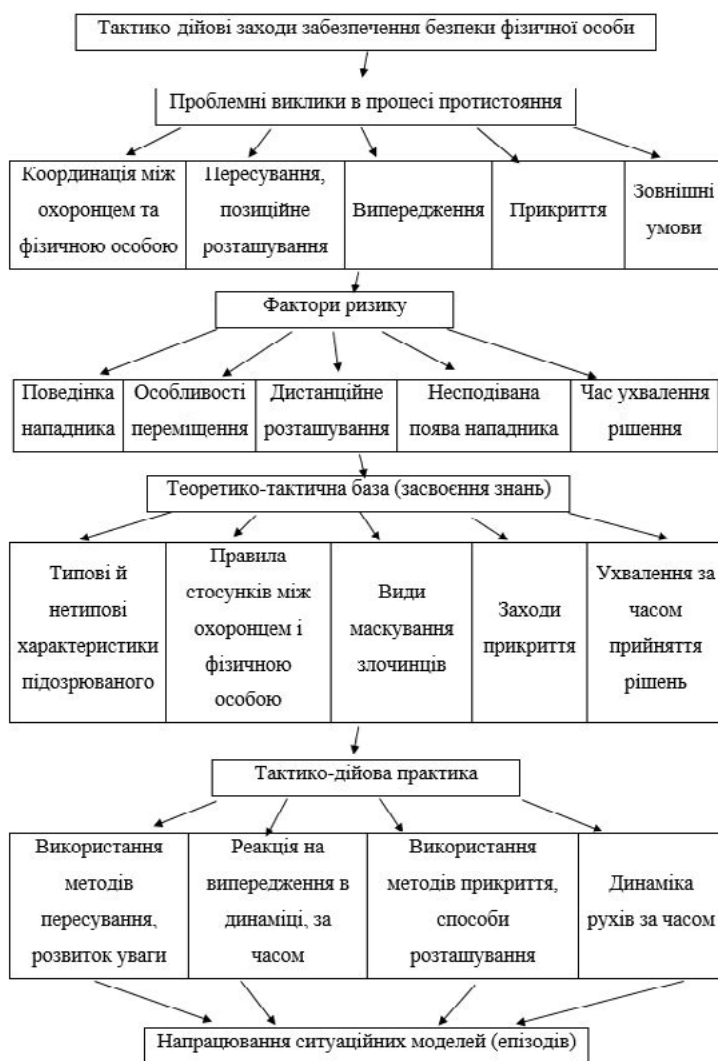 Тактико дійові заходи забезпечення безпеки фізичної особи
Проблемні виклики в процесі протистояння
Координація між
охоронцем та
фізичною особою
Пересування,
позиційне
розташування
Випередження
Прикриття
Зовнішні
умови
Фактори ризику
Поведінка
нападника
Особливості
переміщення
Дистанційне
розташування
Несподівана
поява нападника
Час ухвалення
рішення
Теоретико-тактична база (засвоєння знань)
Типові й
нетипові
характеристики
підозрюваного
Правила
стосунків між
охоронцем і
фізичною
особою
Види
маскування
злочинців
Заходи
прикриття
Ухвалення за
часом
прийняття
рішень
Тактико-дійова практика
Використання
методів
пересування,
розвиток уваги
Реакція на
випередження в
динаміці, за
часом
Використання
методів прикриття,
способи
розташування
Динаміка
рухів за часом
Напрацювання ситуаційних моделей (епізодів)